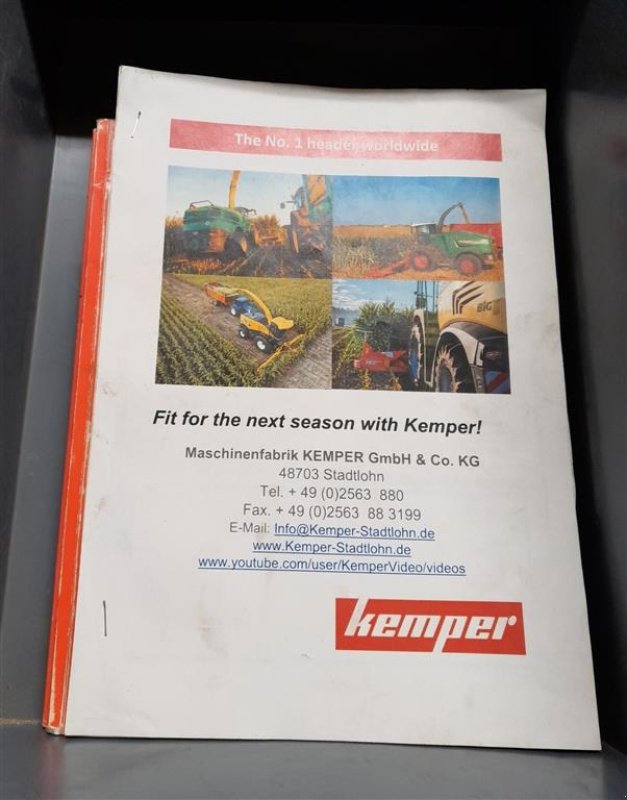 The No. 1 header worldwide
BiG
Fit for the next season with Kemper!
Maschinenfabrik KEMPER GmbH & Co. KG
48703 Stadtlohn
Tel. + 49 (0)2563 880
Fax. + 49 (0)2563 88 3199
E-Mail: Info@Kemper-Stadtlohn.de
www.Kemper-Stadtlohn.de
www.youtube.com/user/KemperVideo/videos
kemper